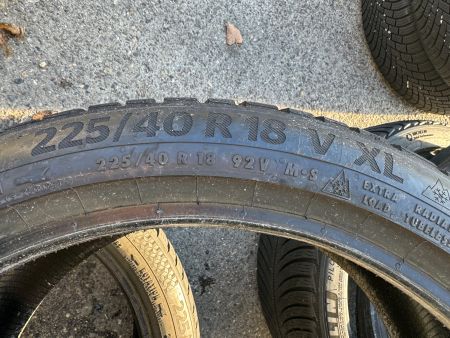 225/40 R 18 V XL
225/40 R 18 92V M+S
EXTRA LOAD
RADIAL TUBELESS